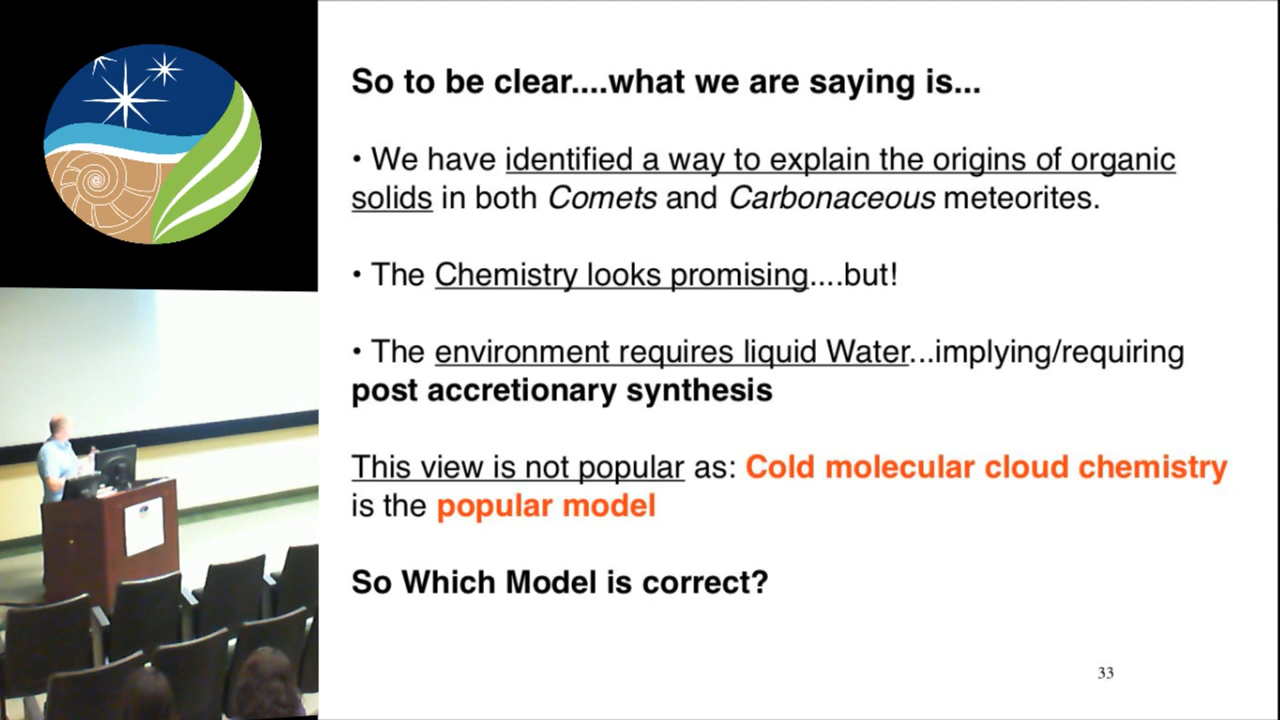 So to be clear....what we are saying is...
• We have identified a way to explain the origins of organic
solids in both Comets and Carbonaceous meteorites.
• The Chemistry looks promising....but!
• The environment requires liquid Water...implying/requiring
post accretionary synthesis
This view is not popular as: Cold molecular cloud chemistry
is the popular model
So Which Model is correct?
33